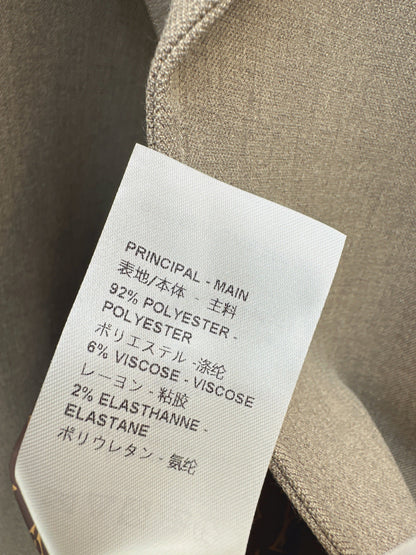 PRINCIPAL - MAIN
表地/本体 - 主料
92% POLYESTER -
POLYESTER
ポリエステル -涤纶
6% VISCOSE - VISCOSE
レーヨン - 粘胶
2% ELASTHANNE -
ELASTANE
ポリウレタン - 氨纶